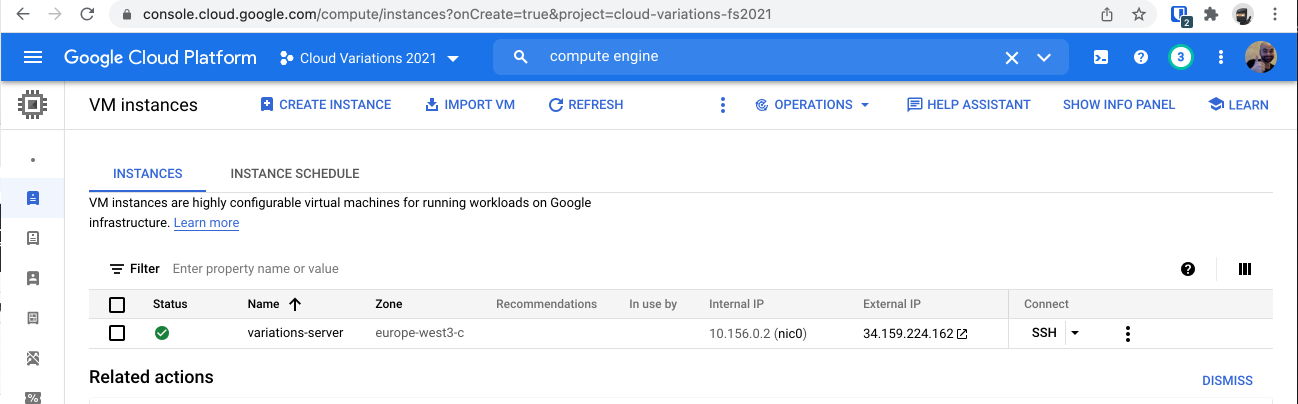 console.cloud.google.com/compute/instances?onCreate=true&project=cloud-variations-fs2021
2
Google Cloud Platform Cloud Variations 2021 compute engine 3
VM instances CREATE INSTANCE IMPORT VM REFRESH OPERATIONS HELP ASSISTANT SHOW INFO PANEL LEARN
INSTANCES INSTANCE SCHEDULE
VM instances are highly configurable virtual machines for running workloads on Google
infrastructure. Learn more
Filter Enter property name or value
Status Name Zone Recommendations In use by Internal IP External IP Connect
variations-server europe-west3-c 10.156.0.2 (nic0) 34.159.224.162 SSH
Related actions DISMISS